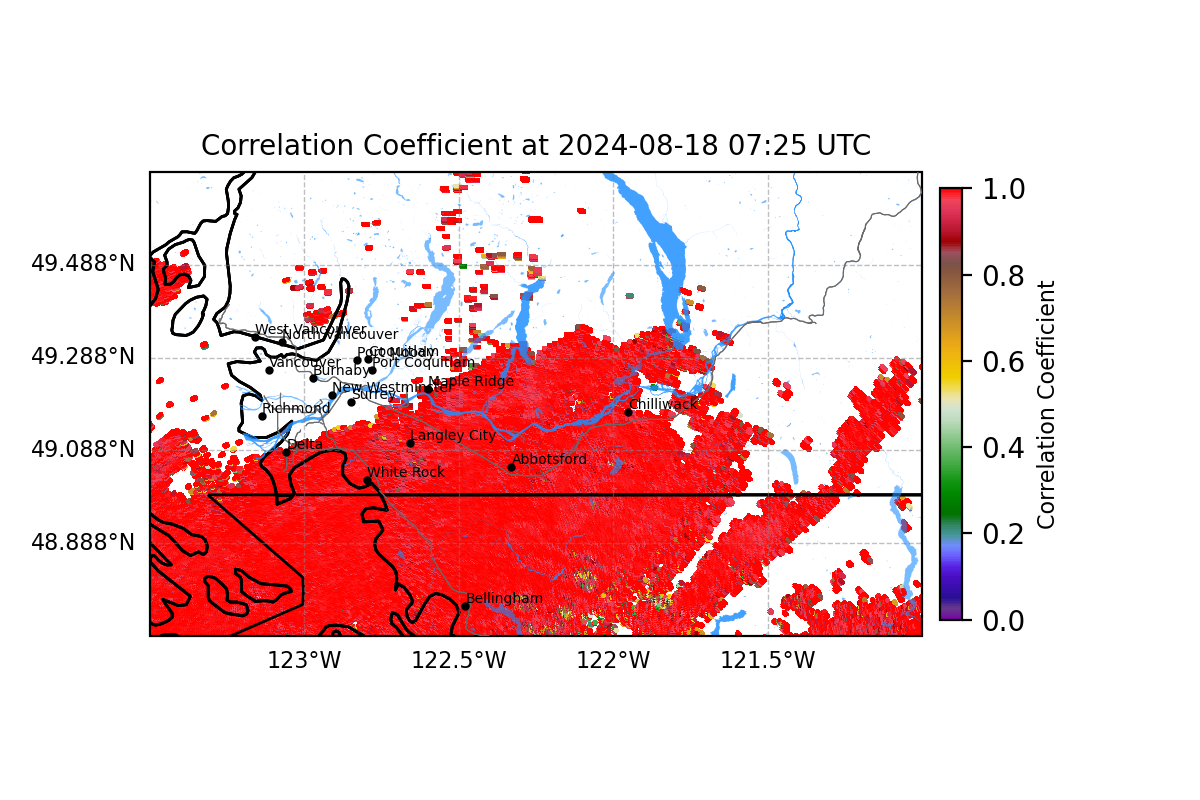 Correlation Coefficient at 2024-08-18 07:25 UTC
1.0
49.488°N
0.8
West Vancouver
North Vancouver
49.288°N
Port Moody
Coquitlam
Vancouver
Port Coquitlam
0.6
Burnaby
Maple Ridge
New Westminster
Surrey
Chilliwack
Richmond
Correlation Coefficient
Langley City
0.4
Delta
49.088°N
Abbotsford
White Rock
0.2
48.888°N
Bellingham
0.0
123°W
122.5°W
122°W
121.5°W